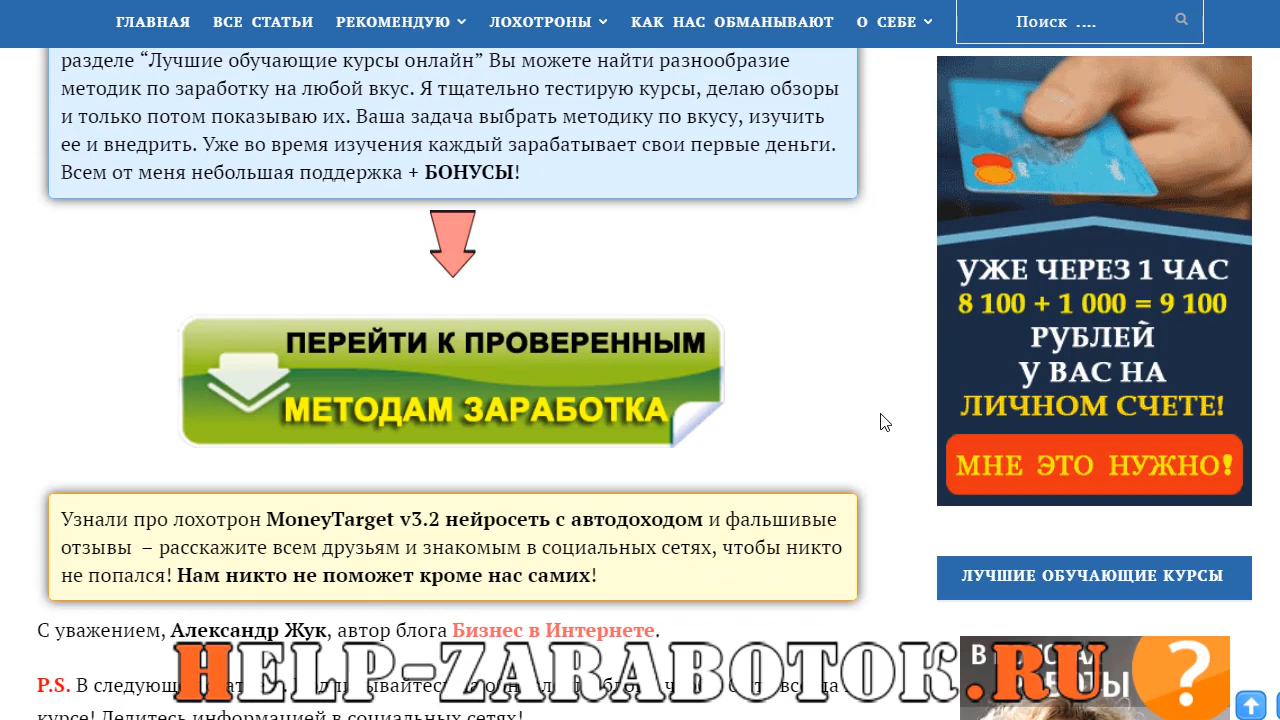 ГЛАВНАЯ ВСЕ СТАТЬИ РЕКОМЕНДУЮ ЛОХОТРОНЫ КАК НАС ОБМАНЫВАЮТ О СЕБЕ Поиск ....
разделе “Лучшие обучающие курсы онлайн” Вы можете найти разнообразие
методик по заработку на любой вкус. Я тщательно тестирую курсы, делаю обзоры
и только потом показываю их. Ваша задача выбрать методику по вкусу, изучить
ее и внедрить. Уже во время изучения каждый зарабатывает свои первые деньги.
Всем от меня небольшая поддержка + БОНУСЫ!
ПЕРЕЙТИ К ПРОВЕРЕННЫМ
МЕТОДАМ ЗАРАБОТКА
Узнали про лохотрон MoneyTarget v3.2 нейросеть с автодоходом и фальшивые
отзывы – расскажите всем друзьям и знакомым в социальных сетях, чтобы никто
не попался! Нам никто не поможет кроме нас самих!
С уважением, Александр Жук, автор блога Бизнес в Интернете.
P.S. В следующ
курсе! Делитесь информацией в социальных сетях!
HELP-ZARABOTOK.RU
УЖЕ ЧЕРЕЗ 1 ЧАС
8 100 + 1 000 = 9 100
РУБЛЕЙ
У ВАС НА
ЛИЧНОМ СЧЕТЕ!
МНЕ ЭТО НУЖНО!
ЛУЧШИЕ ОБУЧАЮЩИЕ КУРСЫ
В
?